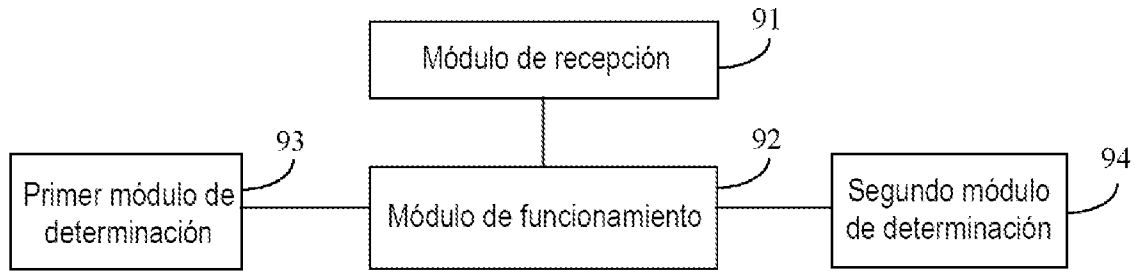 91
Módulo de recepción
93
Primer módulo de
determinación
92
Módulo de funcionamiento
94
Segundo módulo
de determinación